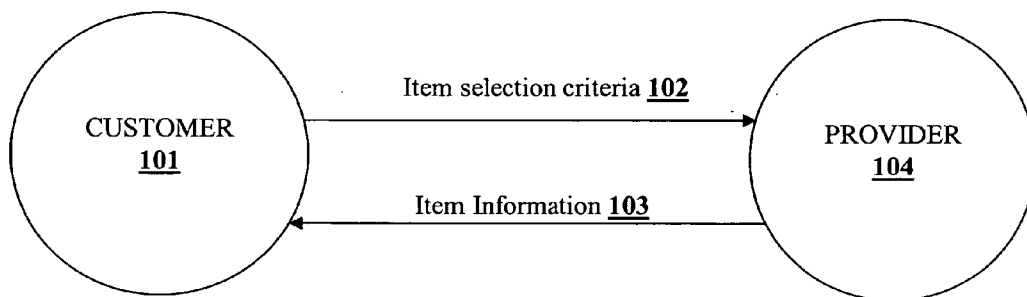 Item selection criteria 102
CUSTOMER
101
PROVIDER
104
Item Information 103